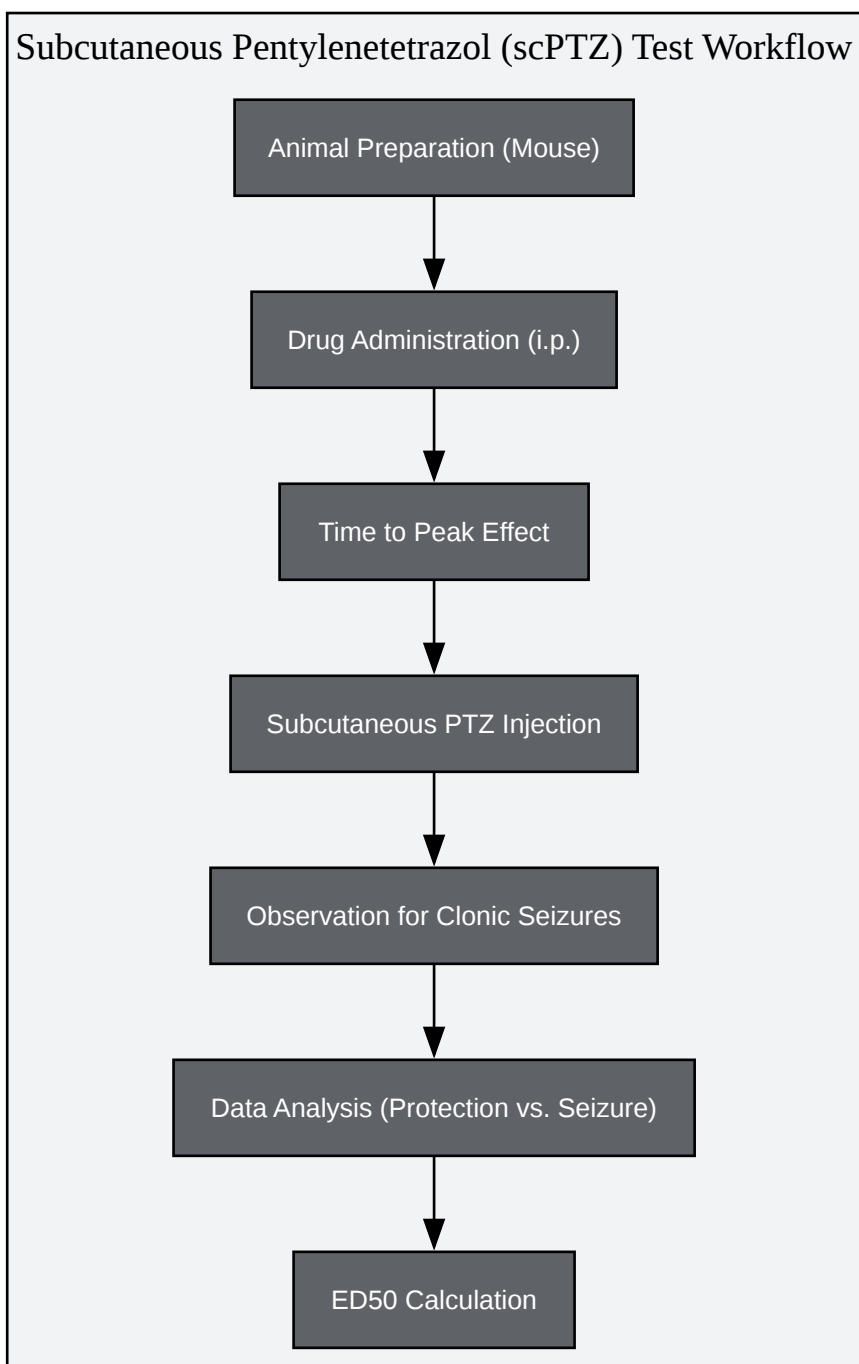 Subcutaneous Pentylenetetrazol (scPTZ) Test Workflow
Animal Preparation (Mouse)
Drug Administration (i.p.)
Time to Peak Effect
Subcutaneous PTZ Injection
Observation for Clonic Seizures
Data Analysis (Protection vs. Seizure)
ED50 Calculation